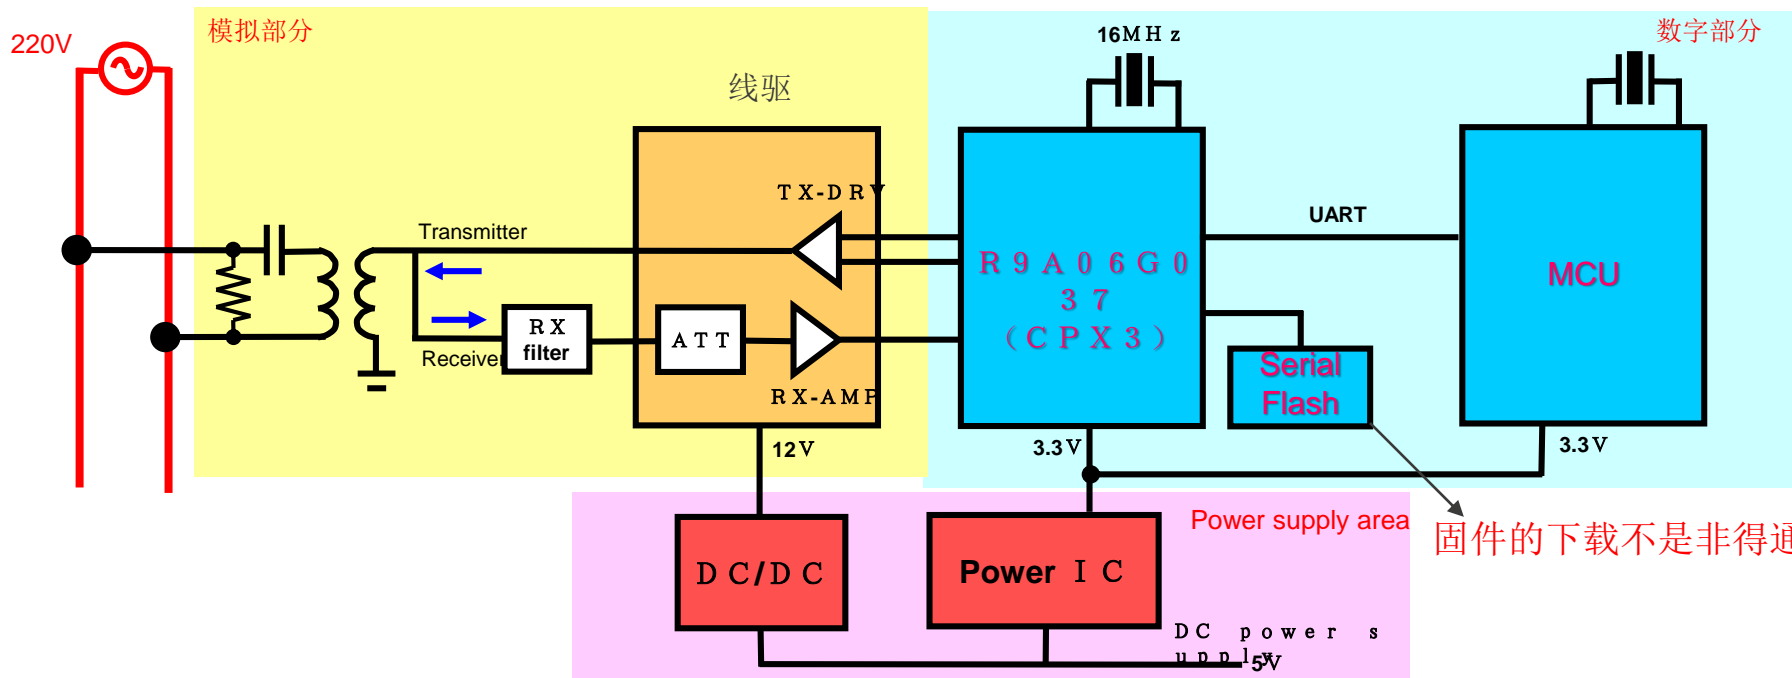 220V
模拟部分
数字部分
16MHz
线驱
TX-DRV
Transmitter
UART
R9A06G0
37
(CPX3)
MCU
RX
filter
ATT
Receiver
Serial
Flash
RX-AMP
12V
3.3V
3.3V
Power supply area
固件的下载不是非得通
DC/DC
Power IC
DC power s
upply
5V